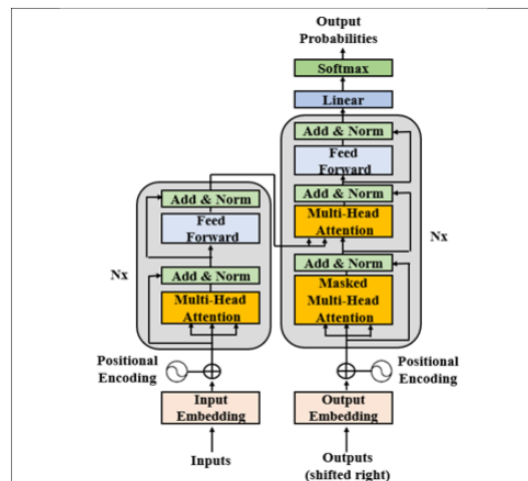 Output
Probabilities
Softmax
Linear
Add & Norm
Feed
Forward
Add & Norm
Multi-Head
Attention
Nx
Add & Norm
Masked
Multi-Head
Attention
Add & Norm
Feed
Forward
Nx
Add & Norm
Multi-Head
Attention
Positional
Encoding
Positional
Encoding
Input
Embedding
Output
Embedding
Inputs
Outputs
(shifted right)